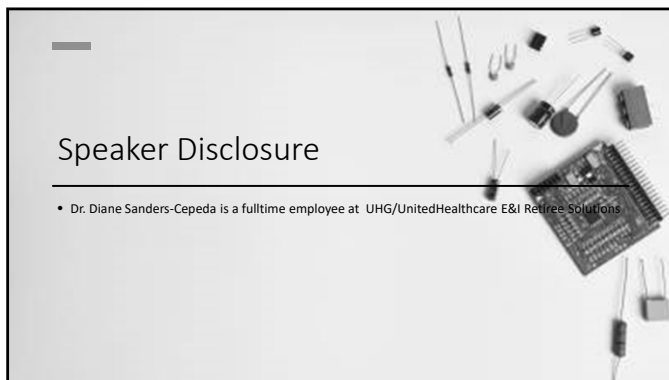 Speaker Disclosure
• Dr. Diane Sanders-Cepeda is a fulltime employee at UHG/UnitedHealthcare E&I Retiree Solutions